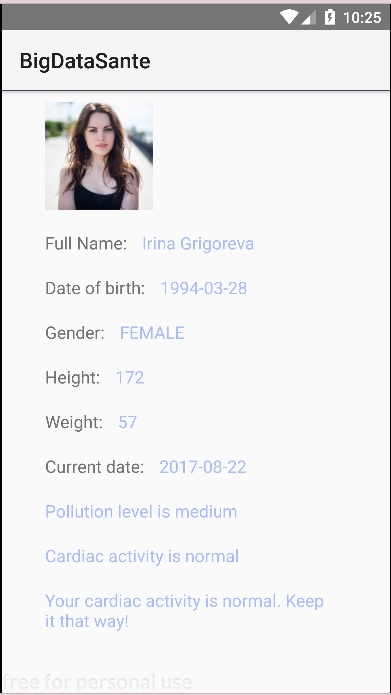 10:25
BigDataSante
Full Name: Irina Grigoreva
Date of birth: 1994-03-28
Gender: FEMALE
Height: 172
Weight: 57
Current date: 2017-08-22
Pollution level is medium
Cardiac activity is normal
Your cardiac activity is normal. Keep
it that way!
free for personal use